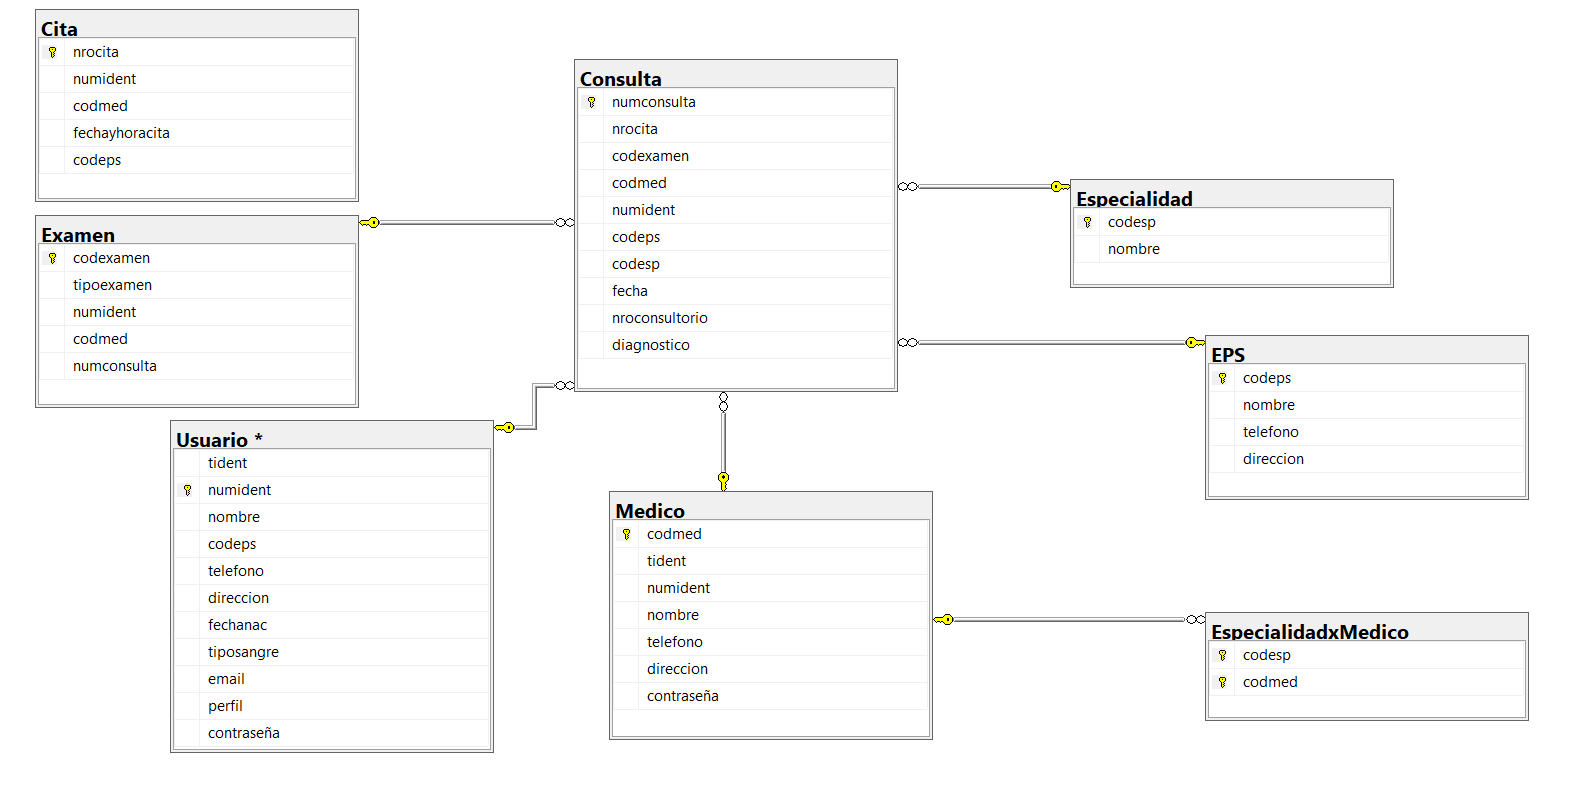 Cita
nrocita
numident
codmed
fechayhoracita
codeps
Examen
codexamen
tipoexamen
numident
codmed
numconsulta
Usuario *
tident
numident
nombre
codeps
telefono
direccion
fechanac
tiposangre
email
perfil
contraseña
Consulta
numconsulta
nrocita
codexamen
codmed
numident
codeps
codesp
fecha
nroconsultorio
diagnostico
Medico
codmed
tident
numident
nombre
telefono
direccion
contraseña
Especialidad
codesp
nombre
EPS
codeps
nombre
telefono
direccion
EspecialidadxMedico
codesp
codmed